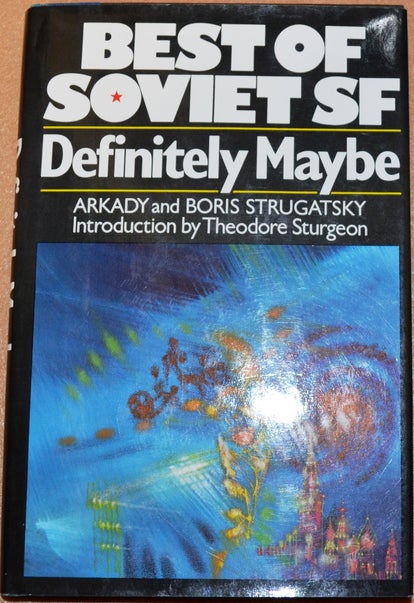 BEST OF
SOVIET SF
Definitely Maybe
ARKADY and BORIS STRUGATSKY
Introduction by Theodore Sturgeon